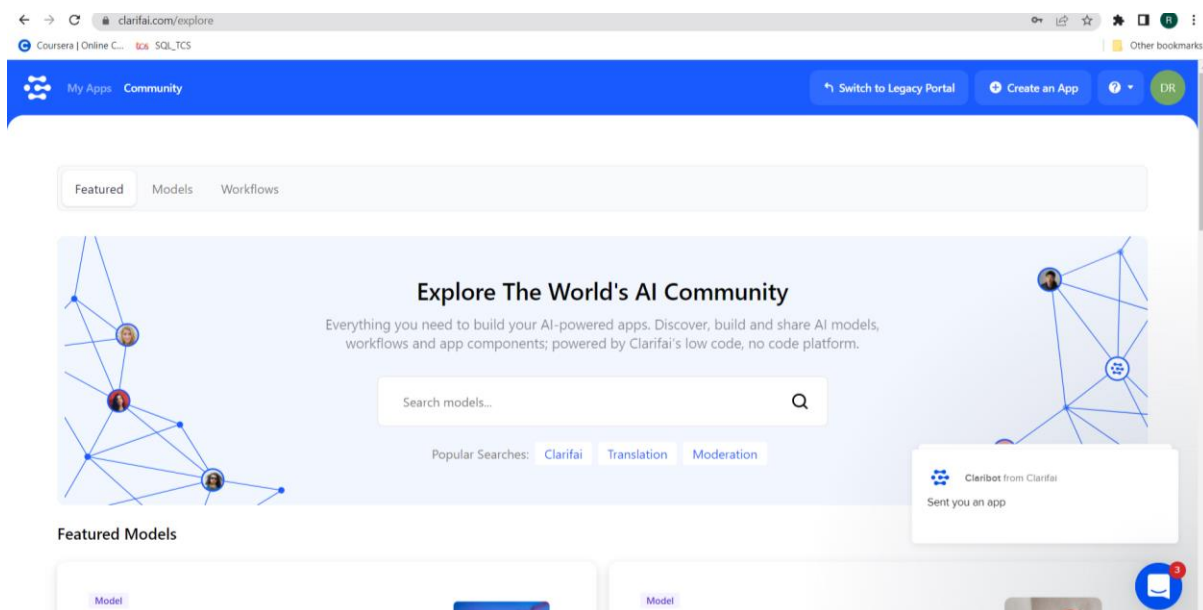 clarifai.com/explore
R
Coursera | Online C...
tcs SQL_TCS
Other bookmarks
My Apps Community
Switch to Legacy Portal
Create an App
?
DR
Featured Models Workflows
Explore The World's AI Community
Everything you need to build your AI-powered apps. Discover, build and share AI models,
workflows and app components; powered by Clarifai's low code, no code platform.
Search models...
Popular Searches: Clarifai Translation Moderation
Claribot from Clarifai
Sent you an app
Featured Models
3
Model
Model